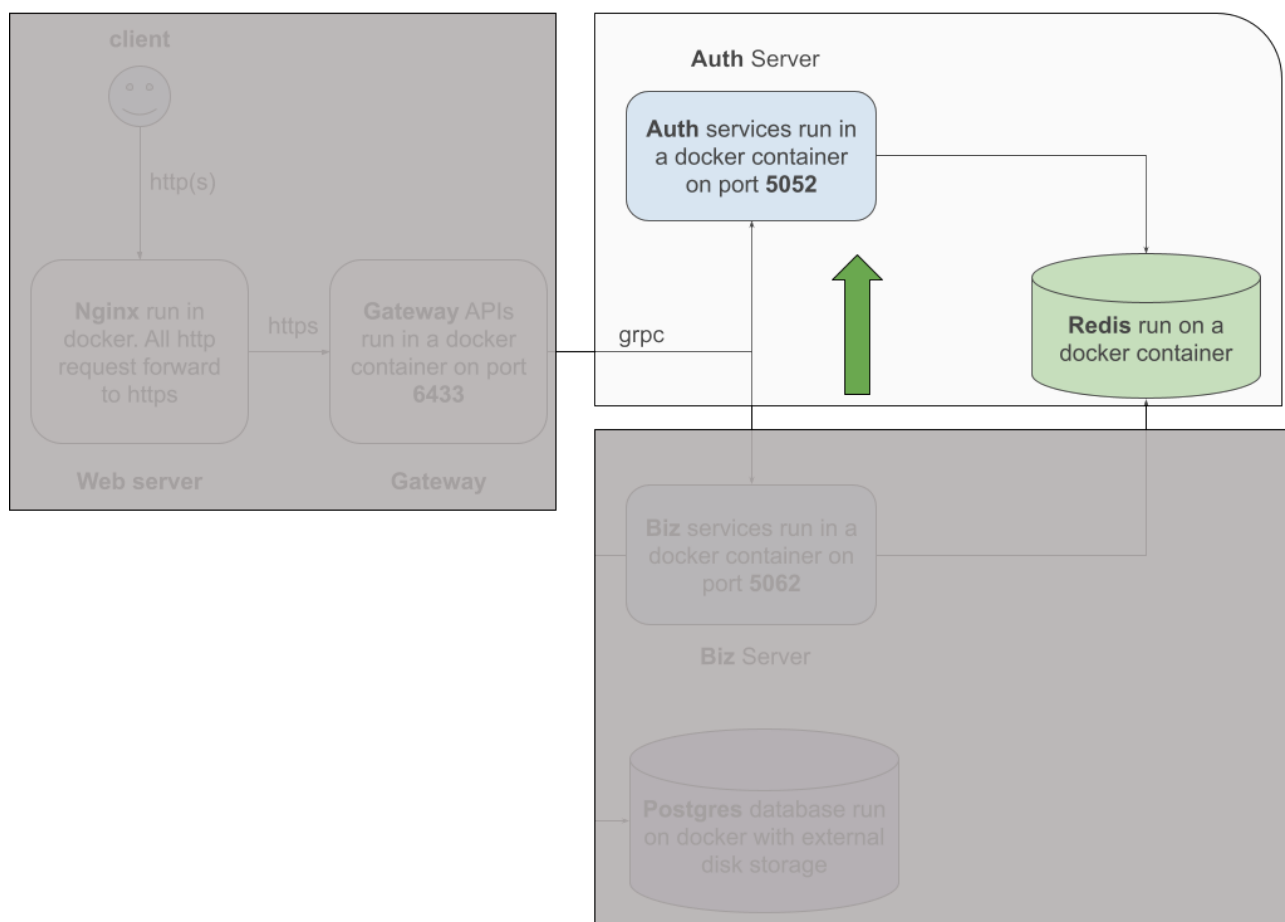 client
http(s)
Nginx run in
docker. All http
request forward
to https
https
Gateway APIs
run in a docker
container on port
6433
Web server
Gateway
Auth Server
Auth services run in
a docker container
on port 5052
grpc
Redis run on a
docker container
Biz services run in a
docker container on
port 5062
Biz Server
Postgres database run
on docker with external
disk storage